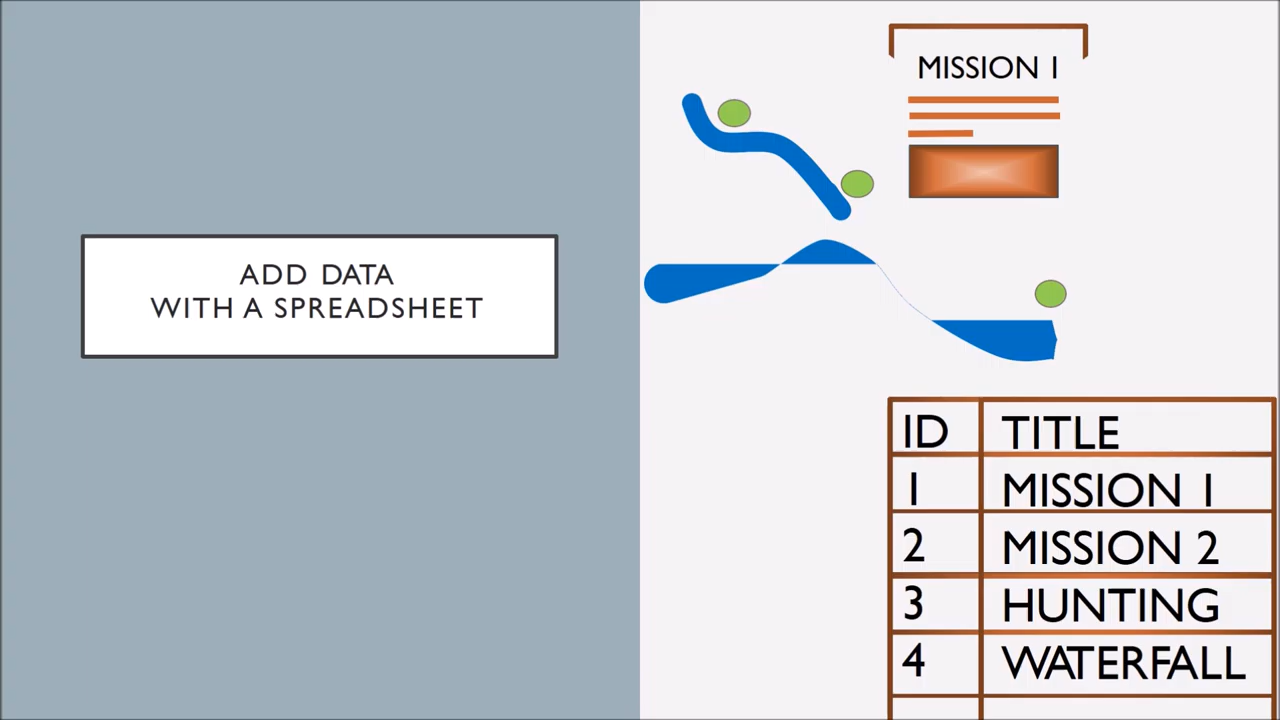 ADD DATA
WITH A SPREADSHEET
MISSION 1
ID TITLE
1 MISSION 1
2 MISSION 2
3 HUNTING
4 WATERFALL